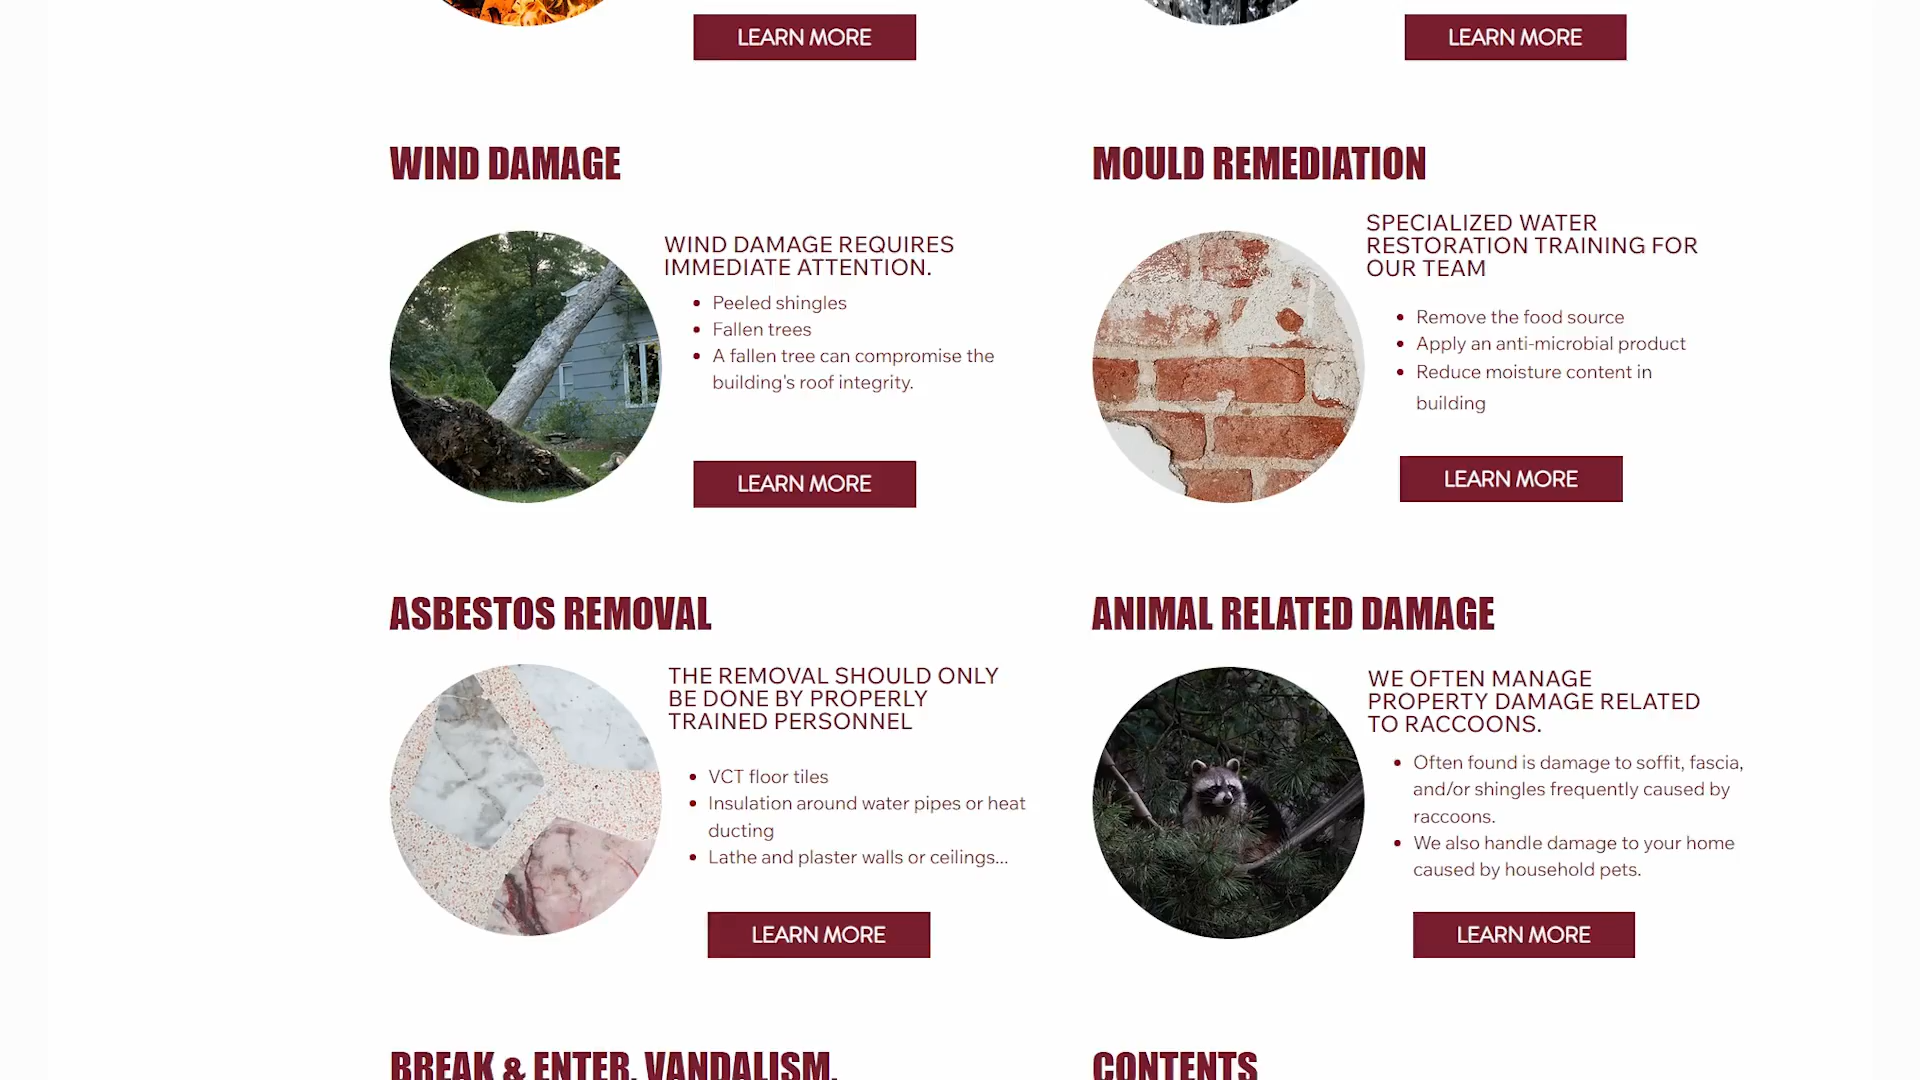 LEARN MORE
LEARN MORE
WIND DAMAGE
WIND DAMAGE REQUIRES
IMMEDIATE ATTENTION.
• Peeled shingles
• Fallen trees
• A fallen tree can compromise the
building's roof integrity.
LEARN MORE
MOULD REMEDIATION
SPECIALIZED WATER
RESTORATION TRAINING FOR
OUR TEAM
• Remove the food source
• Apply an anti-microbial product
• Reduce moisture content in
building
LEARN MORE
ASBESTOS REMOVAL
THE REMOVAL SHOULD ONLY
BE DONE BY PROPERLY
TRAINED PERSONNEL
• VCT floor tiles
• Insulation around water pipes or heat
ducting
• Lathe and plaster walls or ceilings...
LEARN MORE
ANIMAL RELATED DAMAGE
WE OFTEN MANAGE
PROPERTY DAMAGE RELATED
TO RACCOONS.
• Often found is damage to soffit, fascia,
and/or shingles frequently caused by
raccoons.
• We also handle damage to your home
caused by household pets.
LEARN MORE
BREAK & ENTER, VANDALISM,
CONTENTS